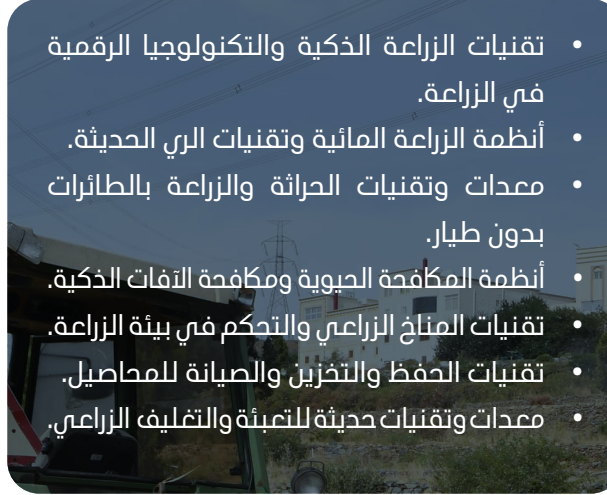 • تقنيات الزراعة الذكية والتكنولوجيا الرقمية
في الزراعة.
• أنظمة الزراعة المائية وتقنيات الري الحديثة.
• معدات وتقنيات الحراثة والزراعة بالطائرات
بدون طيار.
• أنظمة المكافحة الحيوية ومكافحة الآفات الذكية.
• تقنيات المناخ الزراعي والتحكم في بيئة الزراعة.
• تقنيات الحفظ والتخزين والصيانة للمحاصيل.
• معدات وتقنيات حديثة للتعبئة والتغليف الزراعي.